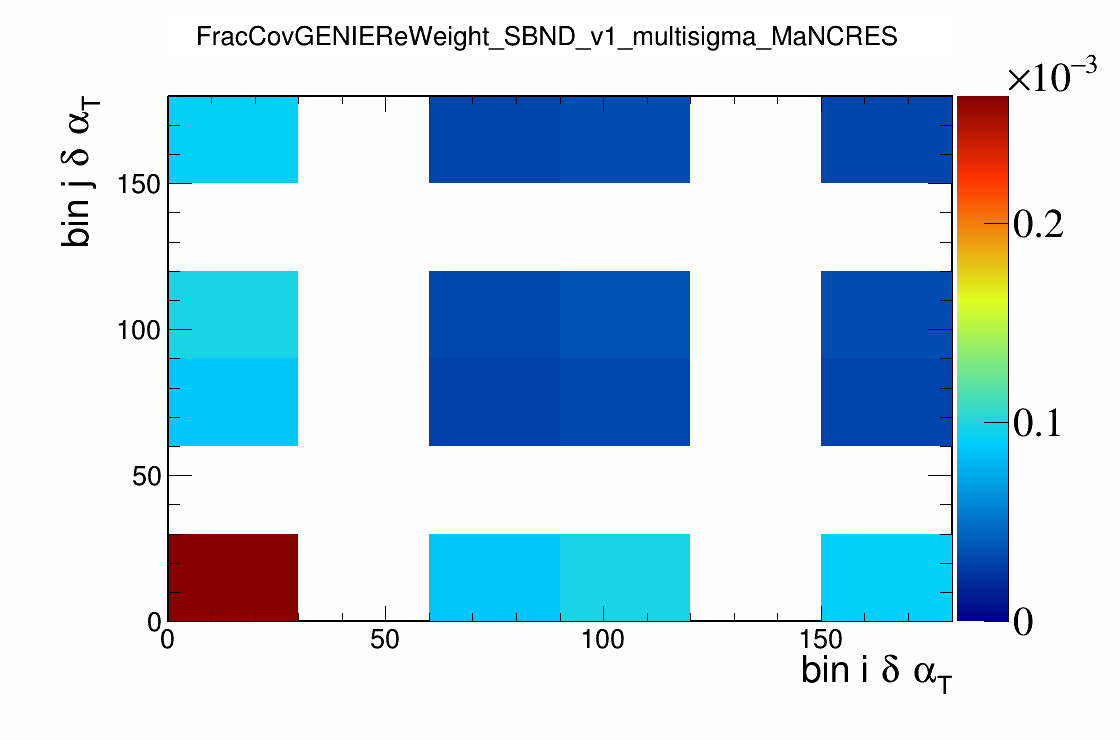 FracCovGENIEReWeight_SBND_v1_multisigma_MaNCRES
×10⁻³
bin j δ α_T
150
100
50
0
0.2
0.1
0
0 50 100 150
bin i δ α_T